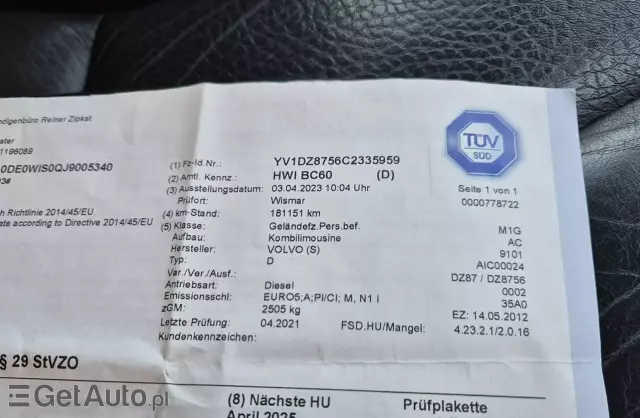 ndigenbüro Reiner Zipkat
ster
1196089
0DE0WIS0QJ9005340
03#
h Richtlinie 2014/45/EU
ate according to Directive 2014/45/EU
(1) Fz-Id.Nr.: YV1DZ8756C2335959
(2) Amtl. Kennz.: HWI BC60 (D)
(3) Ausstellungsdatum: 03.04.2023 10:04 Uhr
Prüfort: Wismar
(4) km-Stand: 181151 km
(5) Klasse: Geländefz.Pers.bef. M1G
Aufbau: Kombilimousine AC
Hersteller: VOLVO (S) 9101
Typ: D AIC00024
Var./Ver./Ausf.: DZ87 / DZ8756
Antriebsart: Diesel 0002
Emissionsschl: EURO5;A;PI/CI; M, N1 I 35A0
zGM: 2505 kg EZ: 14.05.2012
Letzte Prüfung: 04.2021 FSD.HU/Mangel: 4.23.2.1/2.0.16
Kundenkennzeichen:
TÜV
SÜD
Seite 1 von 1
0000778722
§ 29 StVZO
(8) Nächste HU Prüfplakette
April 2025
GetAuto.pl